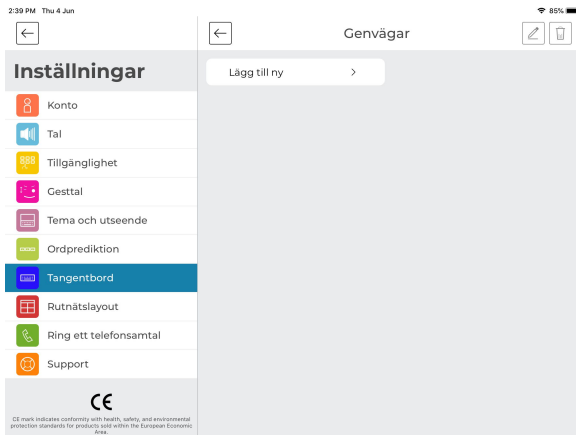 2:39 PM Thu 4 Jun
85%
Genvägar
Inställningar
Lägg till ny
Konto
Tal
Tillgänglighet
Gesttal
Tema och utseende
Ordprediktion
Tangentbord
Rutnätslayout
Ring ett telefonsamtal
Support
CE
CE mark indicates conformity with health, safety, and environmental
protection standards for products sold within the European Economic
Area.